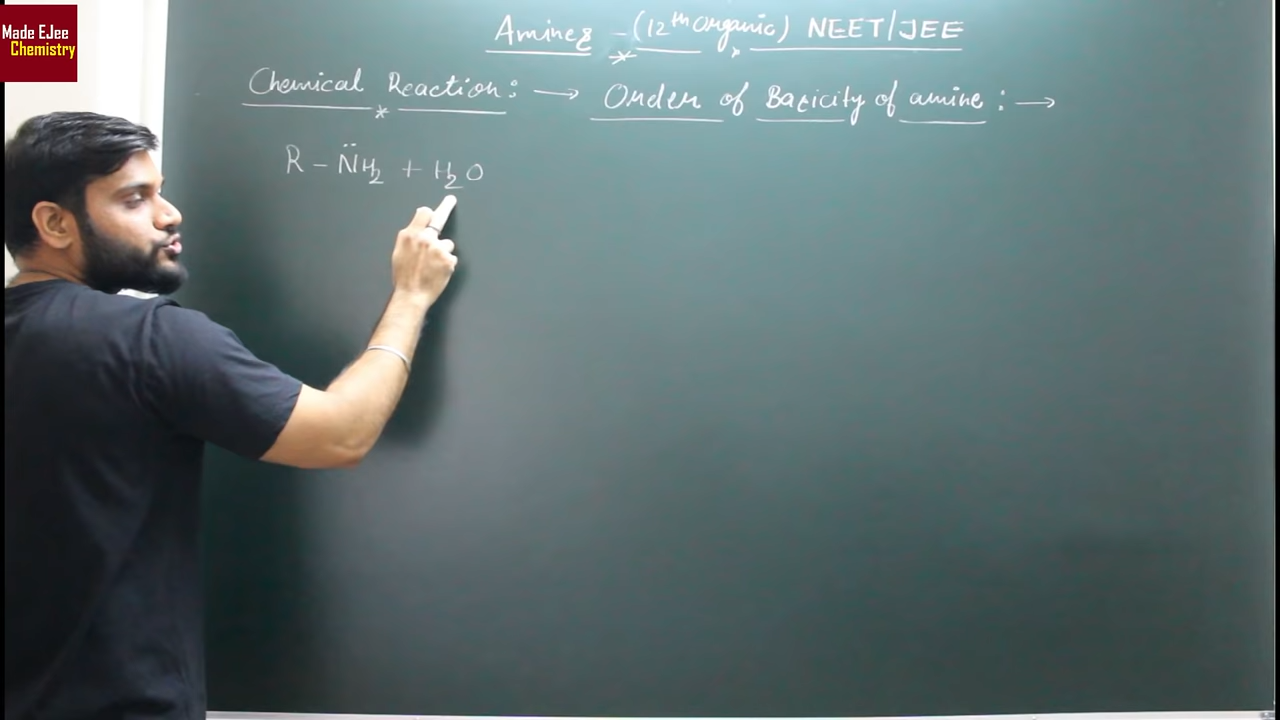 Made EJee
Chemistry
Amines - (12th Organic) NEET/JEE
Chemical Reaction: → Order of Basicity of amine: →
R - N̈H₂ + H₂O